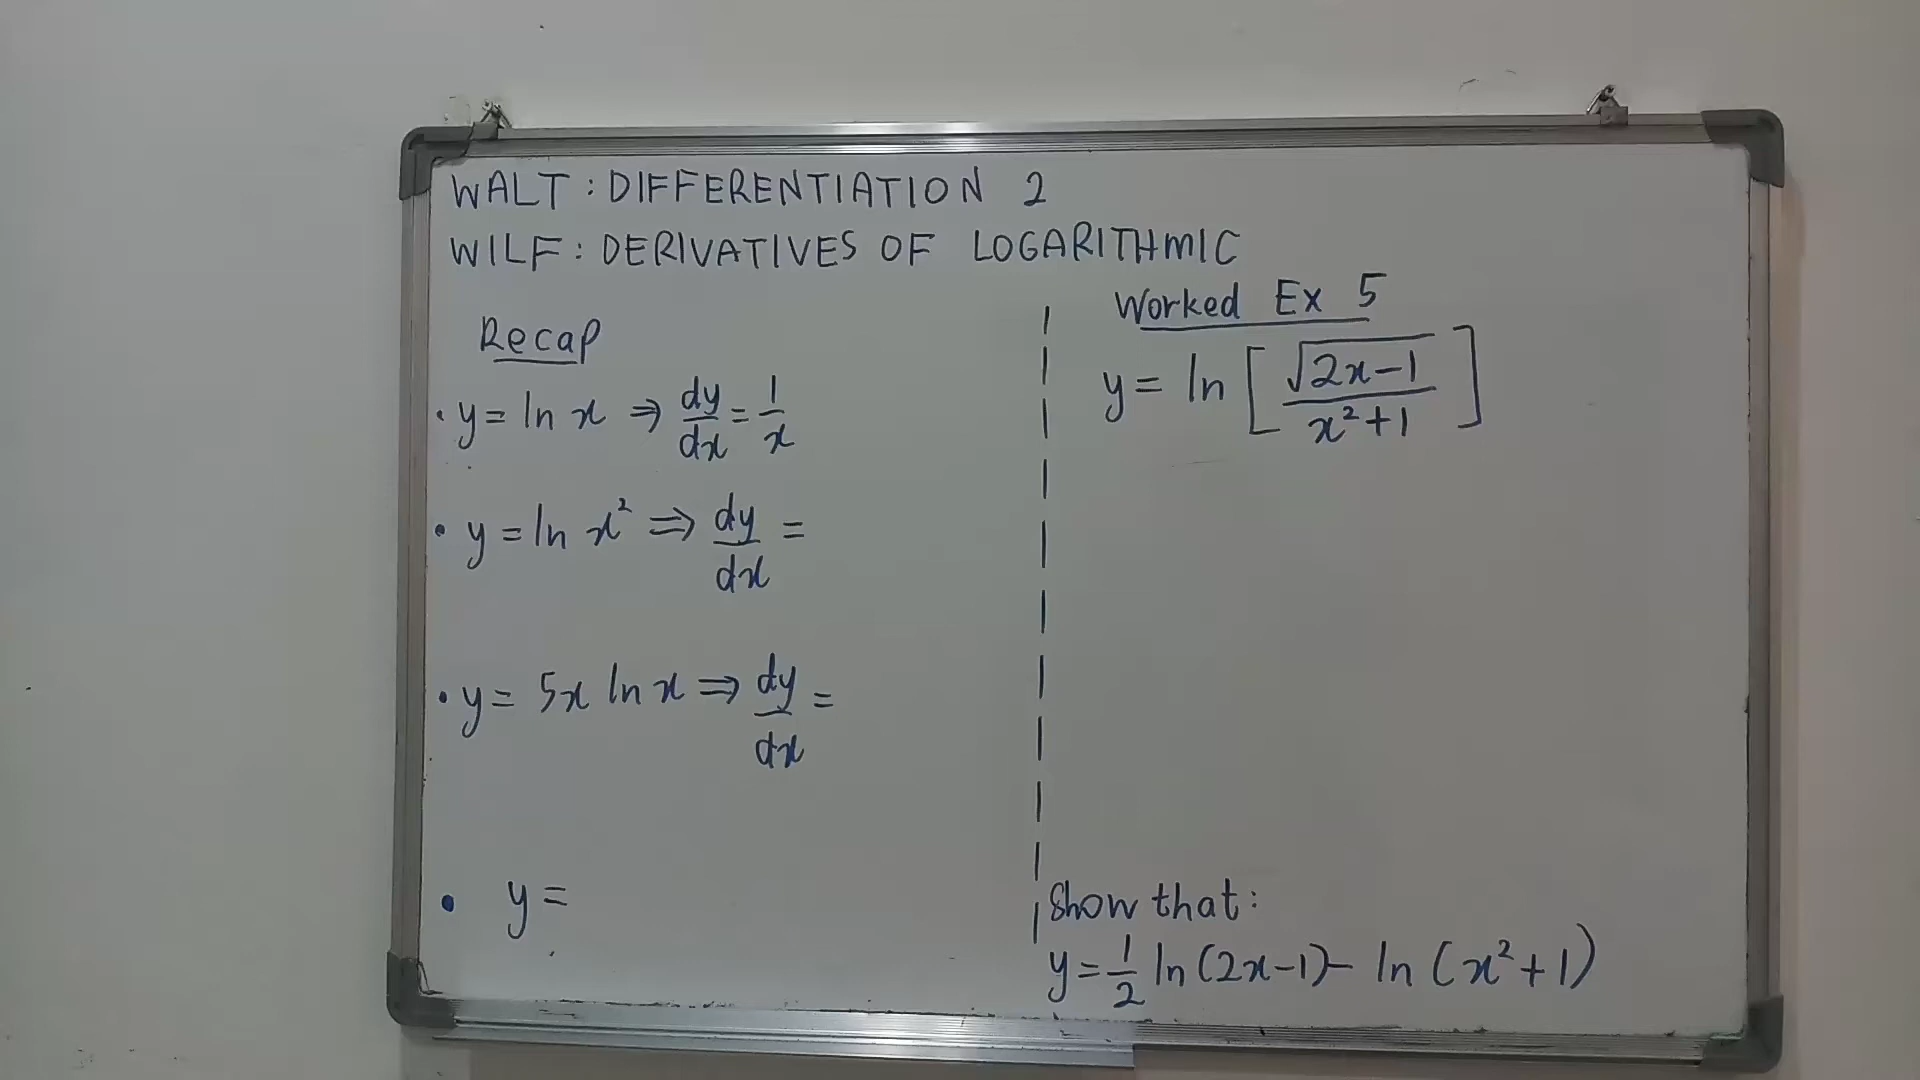 WALT : DIFFERENTIATION 2
WILF : DERIVATIVES OF LOGARITHMIC
Recap
• y = ln x ⇒ dy/dx = 1/x
• y = ln x² ⇒ dy/dx =
• y = 5x ln x ⇒ dy/dx =
• y =
Worked Ex 5
y = ln [ √(2x-1) / x²+1 ]
Show that:
y = 1/2 ln (2x-1) - ln (x²+1)